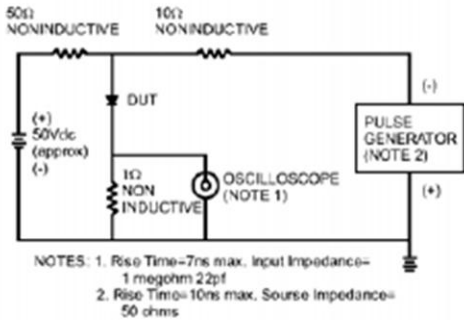 50Ω
NONINDUCTIVE
10Ω
NONINDUCTIVE
(+)
50Vdc
(approx)
(-)
DUT
1Ω
NON
INDUCTIVE
OSCILLOSCOPE
(NOTE 1)
(-)
PULSE
GENERATOR
(NOTE 2)
(+)
NOTES: 1. Rise Time=7ns max. Input Impedance=
1 megohm 22pf
2. Rise Time=10ns max. Sourse Impedance=
50 ohms